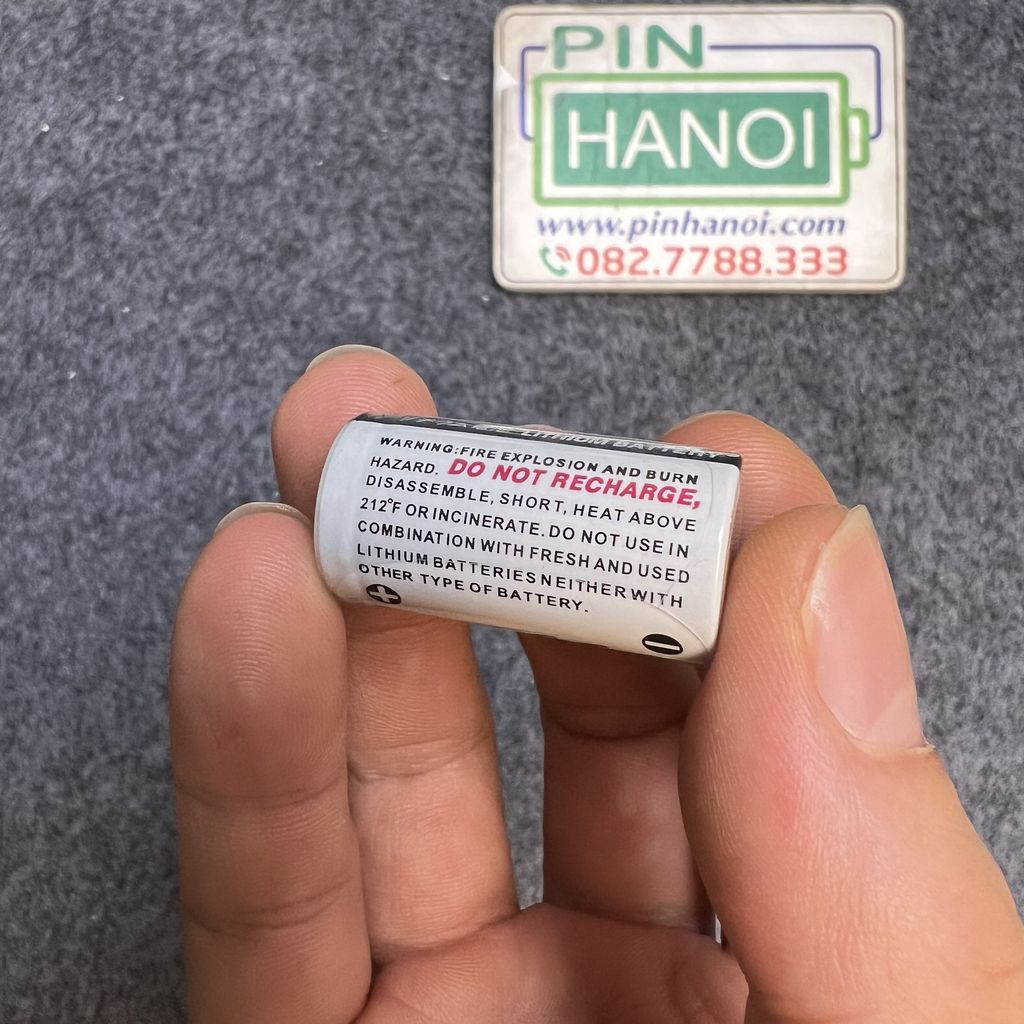 PIN
HANOI
www.pinhanoi.com
082.7788.333
LITHIUM BATTERY
WARNING:FIRE EXPLOSION AND BURN
HAZARD. DO NOT RECHARGE,
DISASSEMBLE, SHORT, HEAT ABOVE
212°F OR INCINERATE. DO NOT USE IN
COMBINATION WITH FRESH AND USED
LITHIUM BATTERIES NEITHER WITH
OTHER TYPE OF BATTERY.